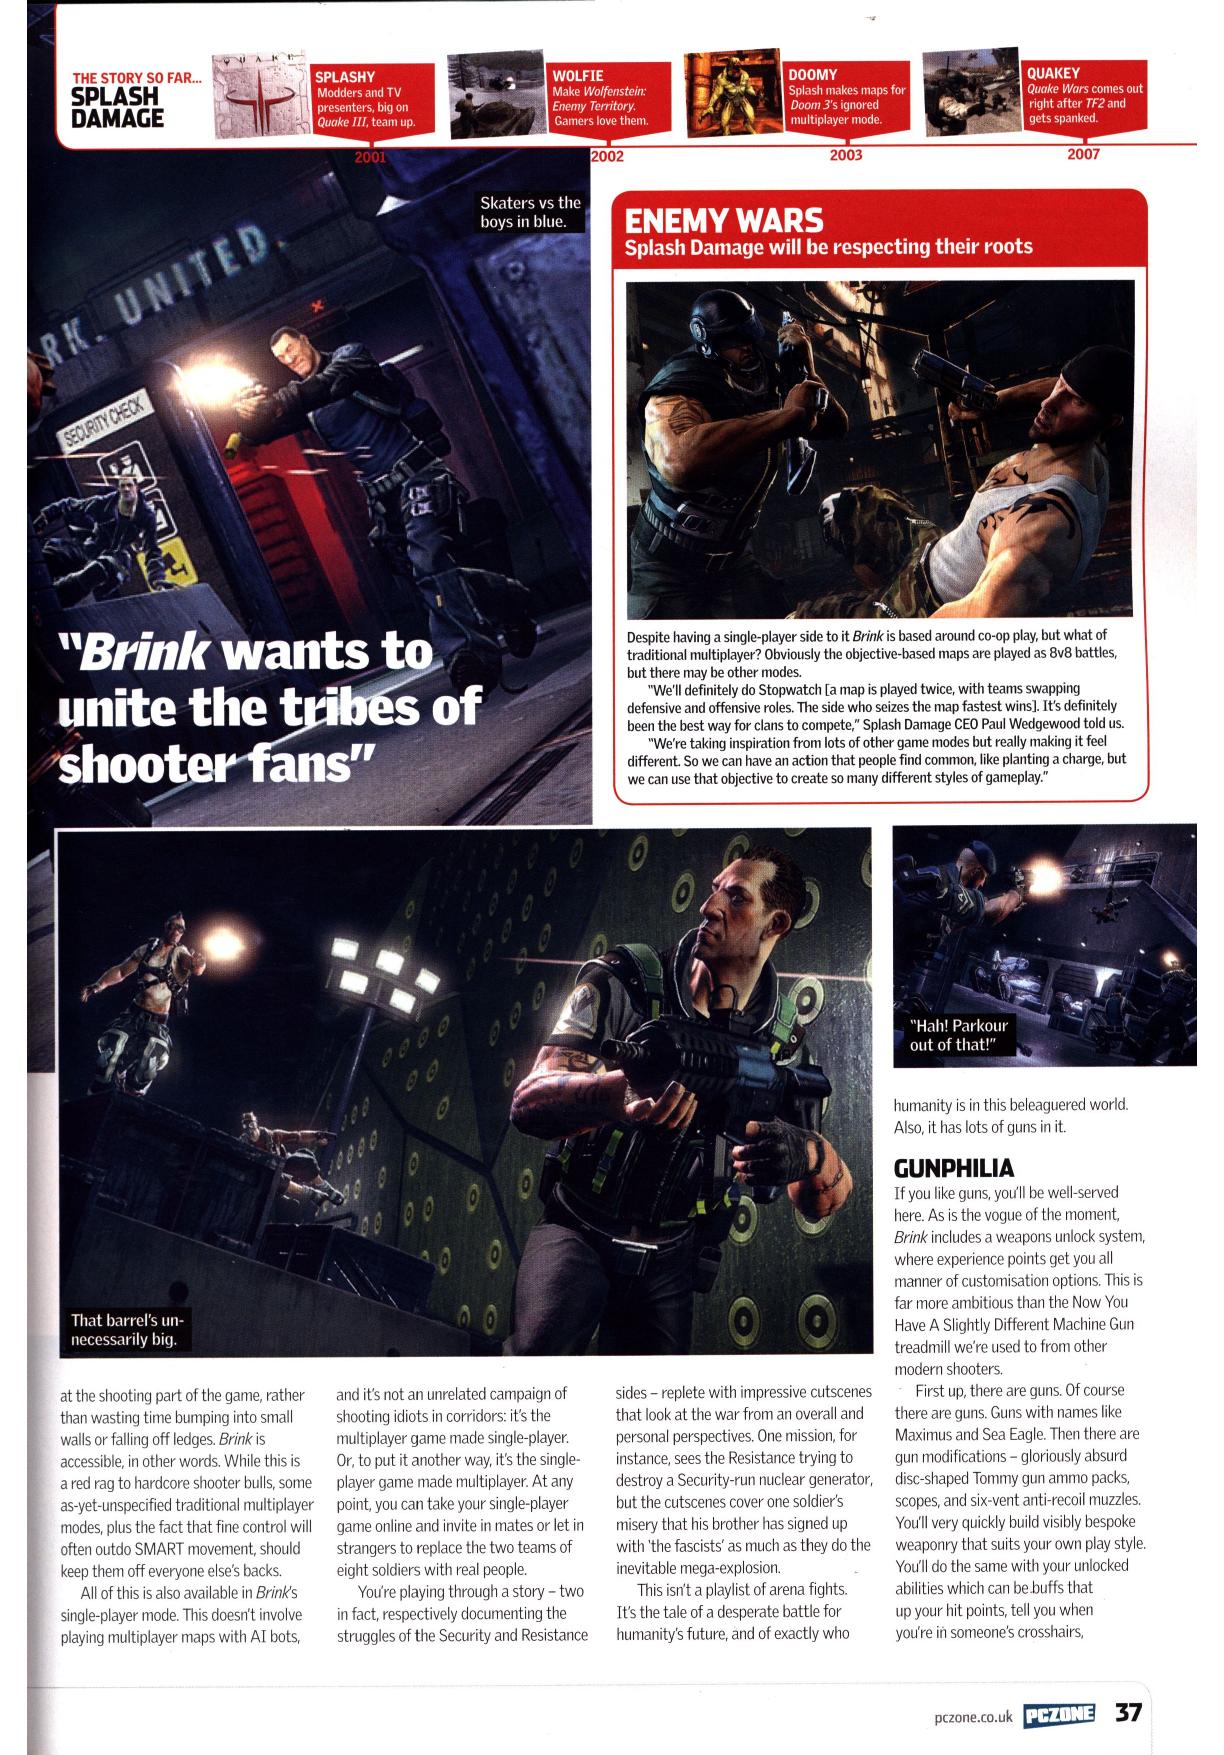 THE STORY SO FAR...
SPLASH
DAMAGE
QUAKE
SPLASHY
Modders and TV
presenters, big on
Quake III, team up.
2001
WOLFIE
Make Wolfenstein:
Enemy Territory.
Gamers love them.
2002
DOOMY
Splash makes maps for
Doom 3's ignored
multiplayer mode.
2003
QUAKEY
Quake Wars comes out
right after TF2 and
gets spanked.
2007
Skaters vs the
boys in blue.
RK. UNITED.
SECURITY CHECK
"Brink wants to
unite the tribes of
shooter fans"
ENEMY WARS
Splash Damage will be respecting their roots
Despite having a single-player side to it Brink is based around co-op play, but what of
traditional multiplayer? Obviously the objective-based maps are played as 8v8 battles,
but there may be other modes.
"We'll definitely do Stopwatch [a map is played twice, with teams swapping
defensive and offensive roles. The side who seizes the map fastest wins]. It's definitely
been the best way for clans to compete," Splash Damage CEO Paul Wedgewood told us.
"We're taking inspiration from lots of other game modes but really making it feel
different. So we can have an action that people find common, like planting a charge, but
we can use that objective to create so many different styles of gameplay."
That barrel's un-
necessarily big.
"Hah! Parkour
out of that!"
at the shooting part of the game, rather
than wasting time bumping into small
walls or falling off ledges. Brink is
accessible, in other words. While this is
a red rag to hardcore shooter bulls, some
as-yet-unspecified traditional multiplayer
modes, plus the fact that fine control will
often outdo SMART movement, should
keep them off everyone else's backs.
All of this is also available in Brink's
single-player mode. This doesn't involve
playing multiplayer maps with AI bots,
and it's not an unrelated campaign of
shooting idiots in corridors: it's the
multiplayer game made single-player.
Or, to put it another way, it's the single-
player game made multiplayer. At any
point, you can take your single-player
game online and invite in mates or let in
strangers to replace the two teams of
eight soldiers with real people.
You're playing through a story – two
in fact, respectively documenting the
struggles of the Security and Resistance
sides – replete with impressive cutscenes
that look at the war from an overall and
personal perspectives. One mission, for
instance, sees the Resistance trying to
destroy a Security-run nuclear generator,
but the cutscenes cover one soldier's
misery that his brother has signed up
with 'the fascists' as much as they do the
inevitable mega-explosion.
This isn't a playlist of arena fights.
It's the tale of a desperate battle for
humanity's future, and of exactly who
humanity is in this beleaguered world.
Also, it has lots of guns in it.
GUNPHILIA
If you like guns, you'll be well-served
here. As is the vogue of the moment,
Brink includes a weapons unlock system,
where experience points get you all
manner of customisation options. This is
far more ambitious than the Now You
Have A Slightly Different Machine Gun
treadmill we're used to from other
modern shooters.
First up, there are guns. Of course
there are guns. Guns with names like
Maximus and Sea Eagle. Then there are
gun modifications – gloriously absurd
disc-shaped Tommy gun ammo packs,
scopes, and six-vent anti-recoil muzzles.
You'll very quickly build visibly bespoke
weaponry that suits your own play style.
You'll do the same with your unlocked
abilities which can be buffs that
up your hit points, tell you when
you're in someone's crosshairs,
pczone.co.uk PCZONE 37